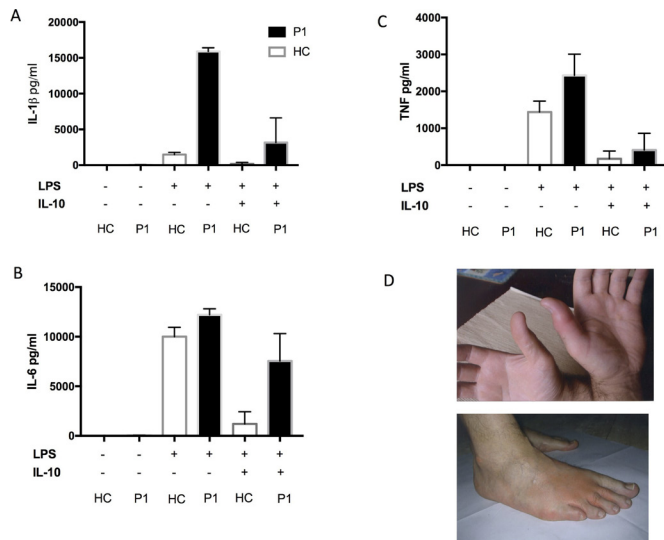 A
IL-1β pg/ml
20000
15000
10000
5000
0
P1
HC
LPS - - + + + +
IL-10 - - - - + +
HC P1 HC P1 HC P1
B
IL-6 pg/ml
15000
10000
5000
0
LPS - - + + + +
IL-10 - - - - + +
HC P1 HC P1 HC P1
C
TNF pg/ml
4000
3000
2000
1000
0
LPS - - + + + +
IL-10 - - - - + +
HC P1 HC P1 HC P1
D